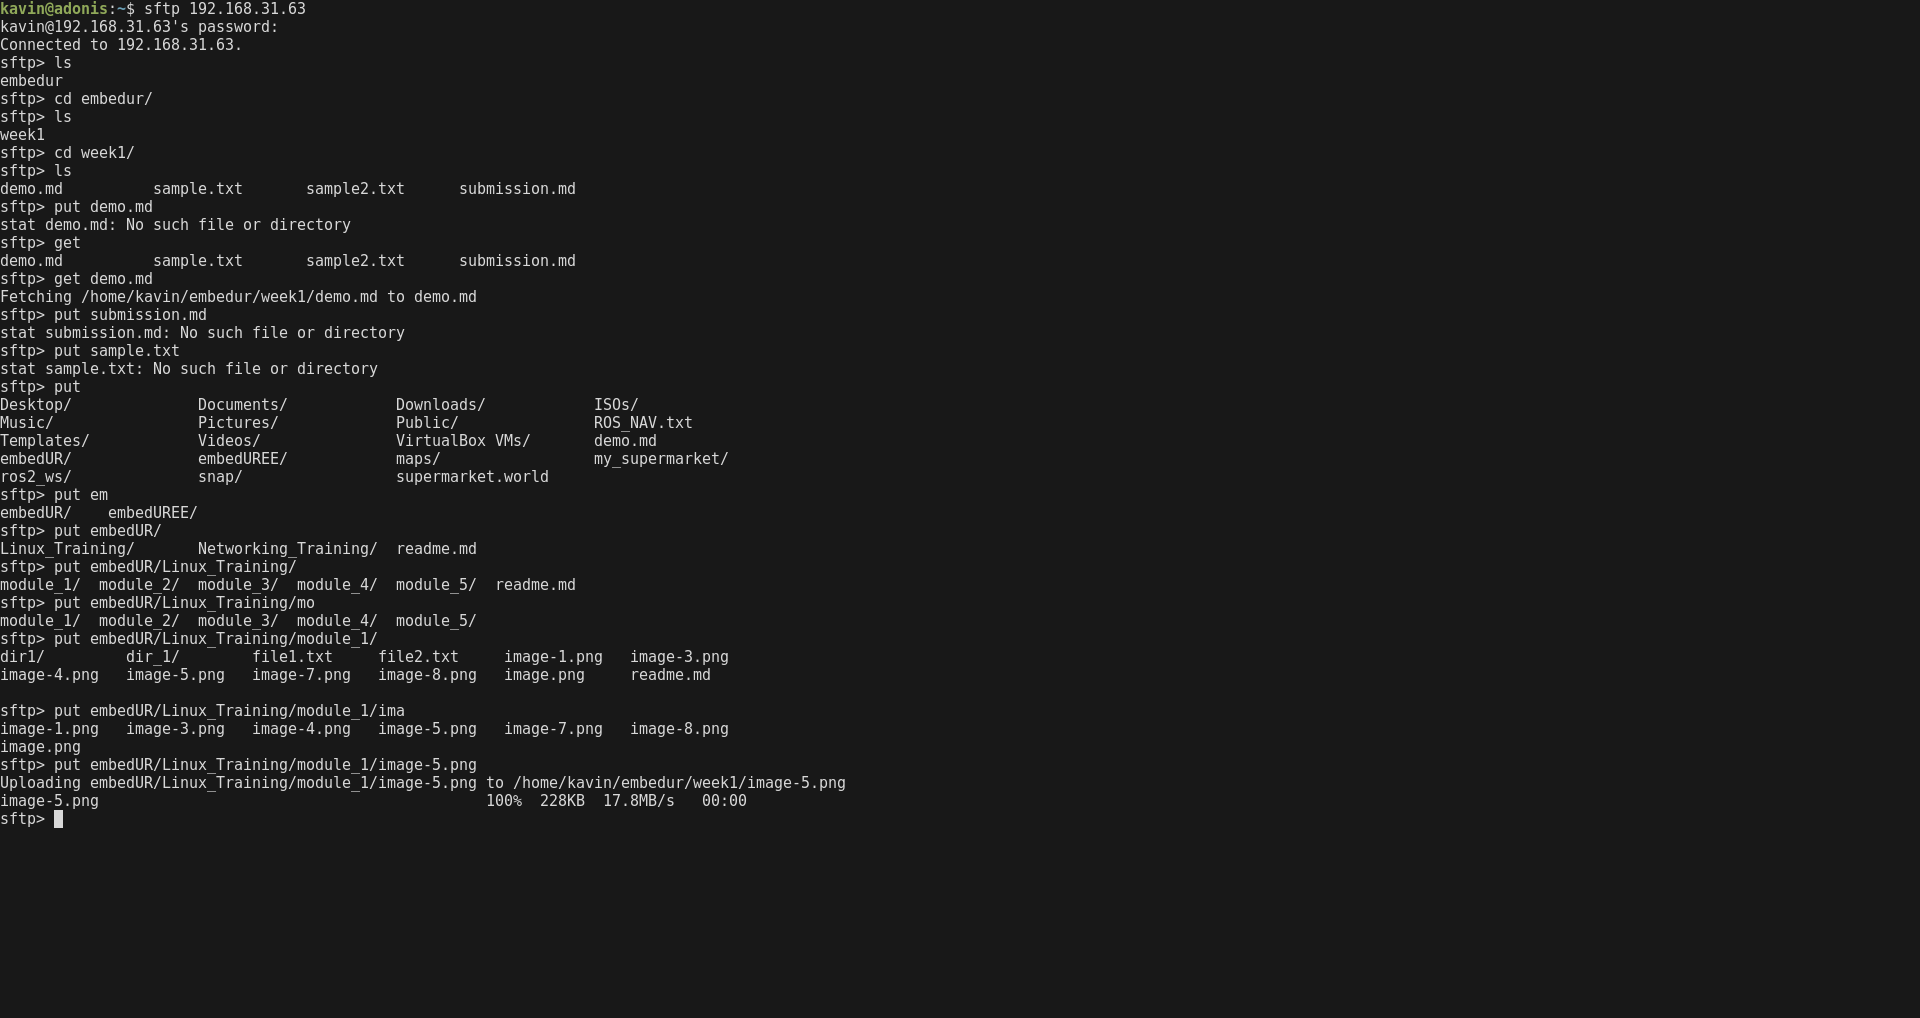 kavin@adonis:~$ sftp 192.168.31.63
kavin@192.168.31.63's password:
Connected to 192.168.31.63.
sftp> ls
embedur
sftp> cd embedur/
sftp> ls
week1
sftp> cd week1/
sftp> ls
demo.md          sample.txt       sample2.txt      submission.md
sftp> put demo.md
stat demo.md: No such file or directory
sftp> get
demo.md          sample.txt       sample2.txt      submission.md
sftp> get demo.md
Fetching /home/kavin/embedur/week1/demo.md to demo.md
sftp> put submission.md
stat submission.md: No such file or directory
sftp> put sample.txt
stat sample.txt: No such file or directory
sftp> put
Desktop/              Documents/            Downloads/            ISOs/
Music/                Pictures/             Public/               ROS_NAV.txt
Templates/            Videos/               VirtualBox VMs/       demo.md
embedUR/              embedUREE/            maps/                 my_supermarket/
ros2_ws/              snap/                 supermarket.world
sftp> put em
embedUR/    embedUREE/
sftp> put embedUR/
Linux_Training/       Networking_Training/  readme.md
sftp> put embedUR/Linux_Training/
module_1/  module_2/  module_3/  module_4/  module_5/  readme.md
sftp> put embedUR/Linux_Training/mo
module_1/  module_2/  module_3/  module_4/  module_5/
sftp> put embedUR/Linux_Training/module_1/
dir1/         dir_1/        file1.txt     file2.txt     image-1.png   image-3.png
image-4.png   image-5.png   image-7.png   image-8.png   image.png     readme.md
sftp> put embedUR/Linux_Training/module_1/ima
image-1.png   image-3.png   image-4.png   image-5.png   image-7.png   image-8.png
image.png
sftp> put embedUR/Linux_Training/module_1/image-5.png
Uploading embedUR/Linux_Training/module_1/image-5.png to /home/kavin/embedur/week1/image-5.png
image-5.png                                           100%  228KB  17.8MB/s   00:00
sftp>